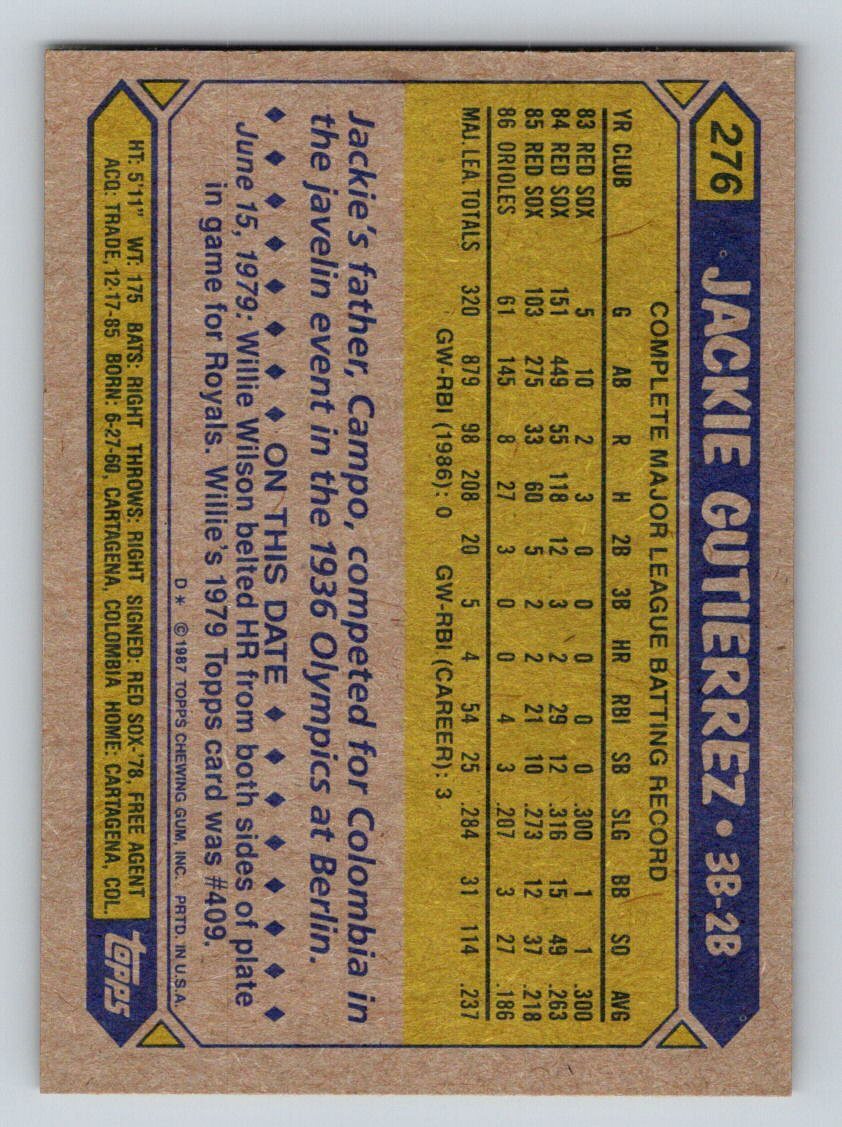 276 JACKIE GUTIERREZ • 3B-2B
COMPLETE MAJOR LEAGUE BATTING RECORD
YR CLUB G AB R H 2B 3B HR RBI SB SLG BB SO AVG
83 RED SOX 5 10 2 3 0 0 0 0 0 .300 1 1 .300
84 RED SOX 151 449 55 118 12 3 2 29 12 .316 15 49 .263
85 RED SOX 103 275 33 60 5 2 2 21 10 .273 12 37 .218
86 ORIOLES 61 145 8 27 3 0 0 4 3 .207 3 27 .186
MAJ. LEA. TOTALS 320 879 98 208 20 5 4 54 25 .284 31 114 .237
GW-RBI (1986): 0 GW-RBI (CAREER): 3
Jackie's father, Campo, competed for Colombia in
the javelin event in the 1936 Olympics at Berlin.
◆ ◆ ◆ ◆ ◆ ◆ ◆ ◆ ON THIS DATE ◆ ◆ ◆ ◆ ◆ ◆ ◆ ◆
June 15, 1979: Willie Wilson belted HR from both sides of plate
in game for Royals. Willie's 1979 Topps card was #409.
D* © 1987 TOPPS CHEWING GUM, INC. PRTD. IN U.S.A.
HT: 5'11" WT: 175 BATS: RIGHT THROWS: RIGHT SIGNED: RED SOX-'78, FREE AGENT
ACQ: TRADE, 12-17-85 BORN: 6-27-60, CARTAGENA, COLOMBIA HOME: CARTAGENA, COL.
topps